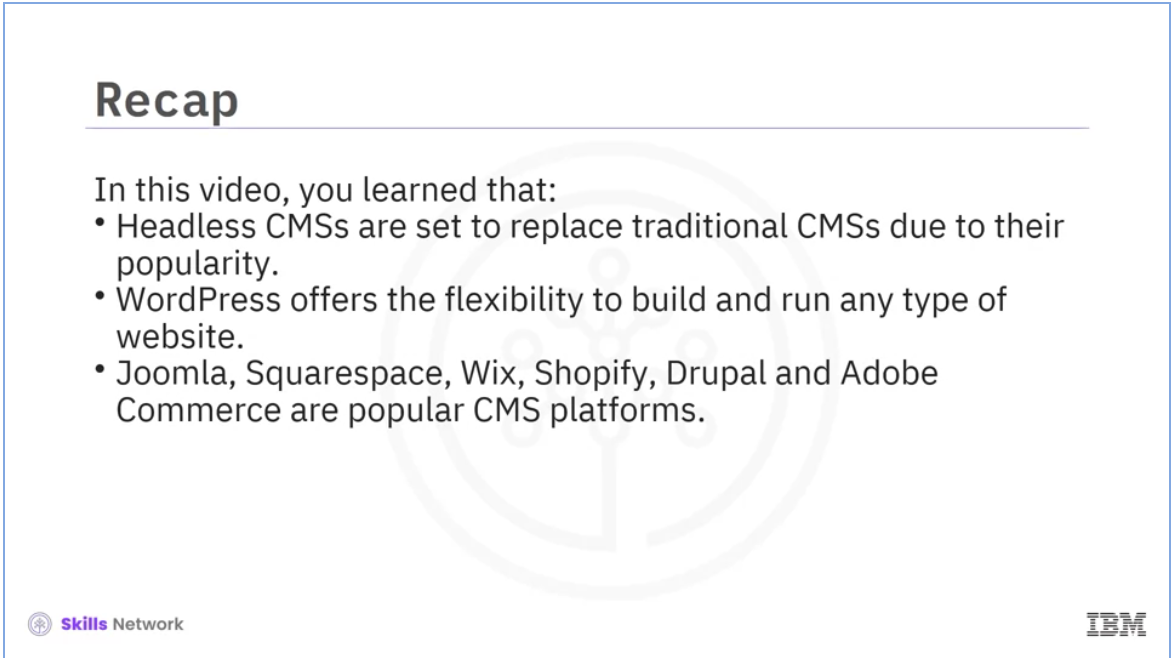 Recap
In this video, you learned that:
• Headless CMSs are set to replace traditional CMSs due to their
popularity.
• WordPress offers the flexibility to build and run any type of
website.
• Joomla, Squarespace, Wix, Shopify, Drupal and Adobe
Commerce are popular CMS platforms.
Skills Network
IBM